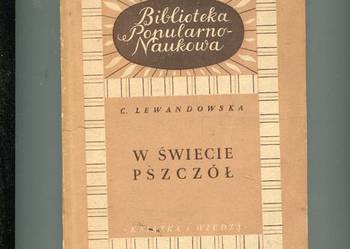 Biblioteka
Popularno-
Naukowa
C. LEWANDOWSKA
W ŚWIECIE
PSZCZÓŁ
KSIĄŻKA I WIEDZA